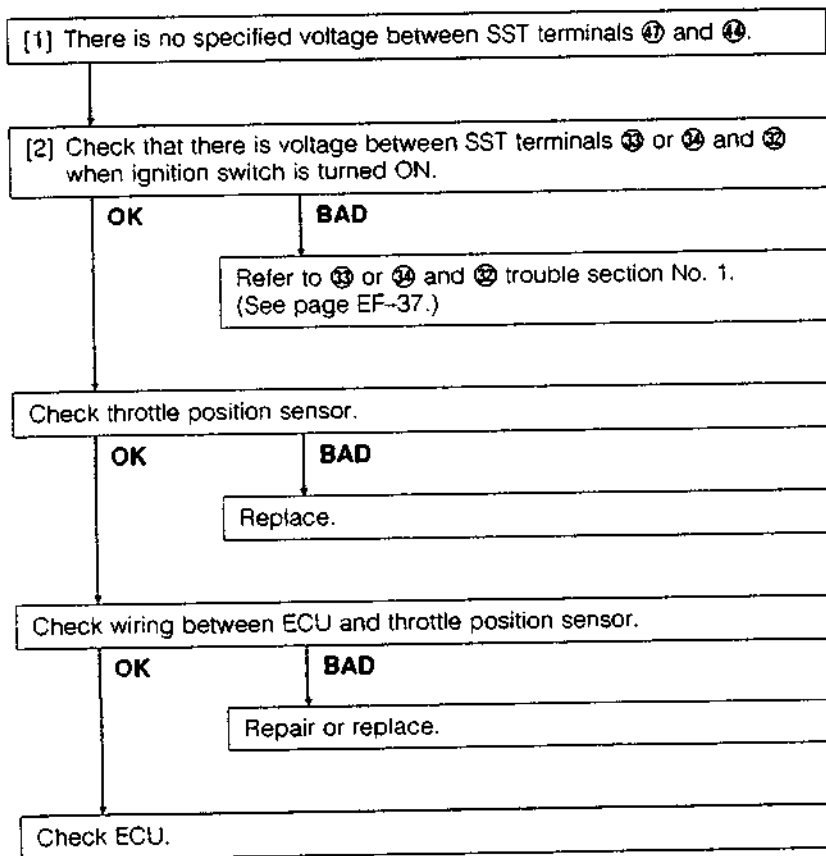 [1] There is no specified voltage between SST terminals ㊼ and ㊹.
[2] Check that there is voltage between SST terminals ㉝ or ㉞ and ㉜
when ignition switch is turned ON.
OK BAD
Refer to ㉝ or ㉞ and ㉜ trouble section No. 1.
(See page EF-37.)
Check throttle position sensor.
OK BAD
Replace.
Check wiring between ECU and throttle position sensor.
OK BAD
Repair or replace.
Check ECU.